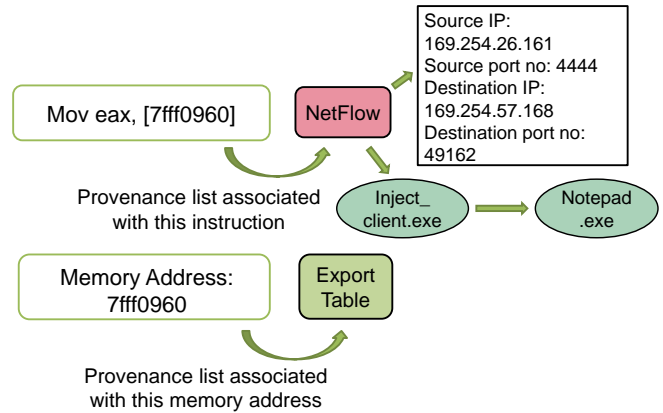 Mov eax, [7fff0960]
NetFlow
Source IP:
169.254.26.161
Source port no: 4444
Destination IP:
169.254.57.168
Destination port no:
49162
Provenance list associated
with this instruction
Inject_
client.exe
Notepad
.exe
Memory Address:
7fff0960
Export
Table
Provenance list associated
with this memory address